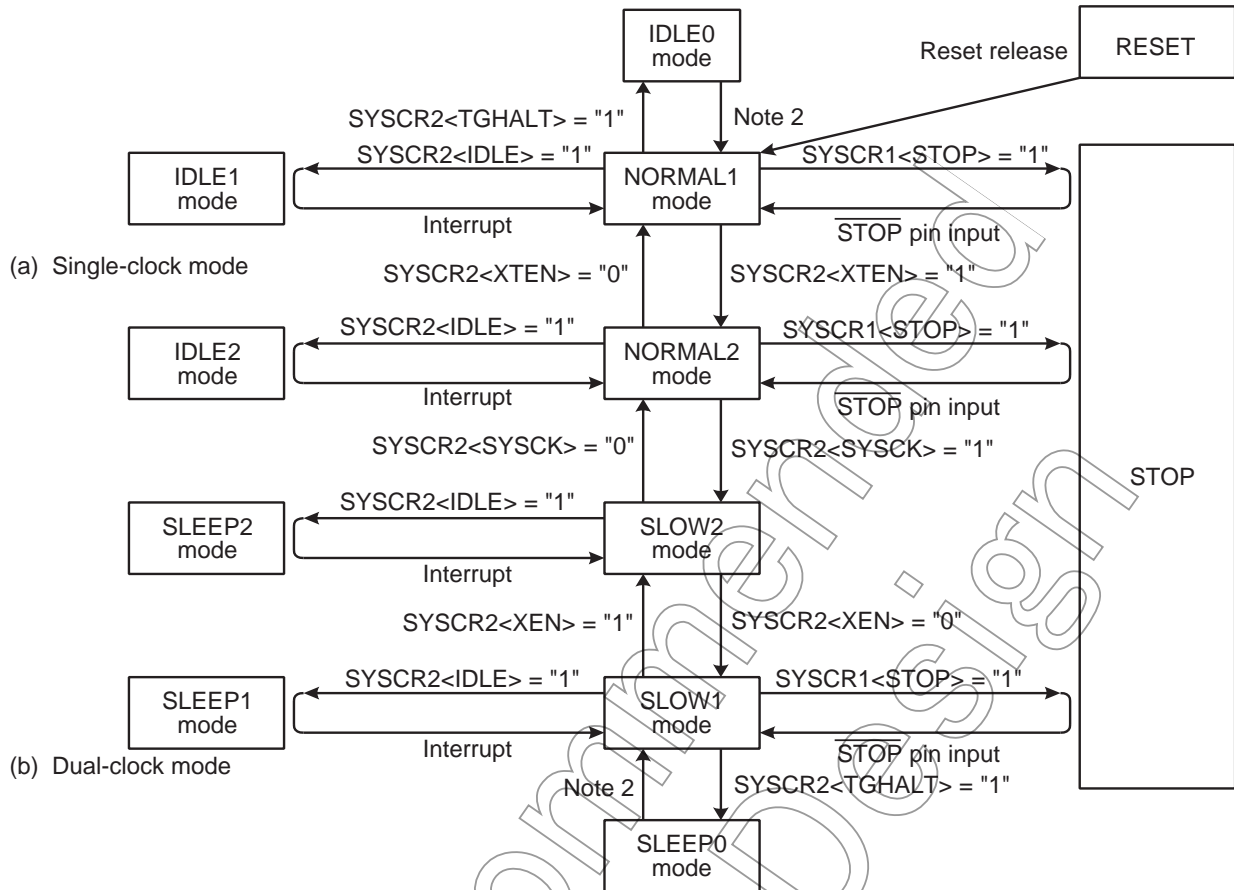 IDLE0
mode
Reset release
RESET
SYSCR2<TGHALT> = "1"
Note 2
SYSCR2<IDLE> = "1"
SYSCR1<STOP> = "1"
IDLE1
mode
NORMAL1
mode
Interrupt
STOP pin input
(a) Single-clock mode
SYSCR2<XTEN> = "0"
SYSCR2<XTEN> = "1"
SYSCR2<IDLE> = "1"
SYSCR1<STOP> = "1"
IDLE2
mode
NORMAL2
mode
Interrupt
STOP pin input
SYSCR2<SYSCK> = "0"
SYSCR2<SYSCK> = "1"
STOP
SYSCR2<IDLE> = "1"
SLEEP2
mode
SLOW2
mode
Interrupt
SYSCR2<XEN> = "1"
SYSCR2<XEN> = "0"
SYSCR2<IDLE> = "1"
SYSCR1<STOP> = "1"
SLEEP1
mode
SLOW1
mode
Interrupt
STOP pin input
(b) Dual-clock mode
Note 2
SYSCR2<TGHALT> = "1"
SLEEP0
mode
ommended
Design